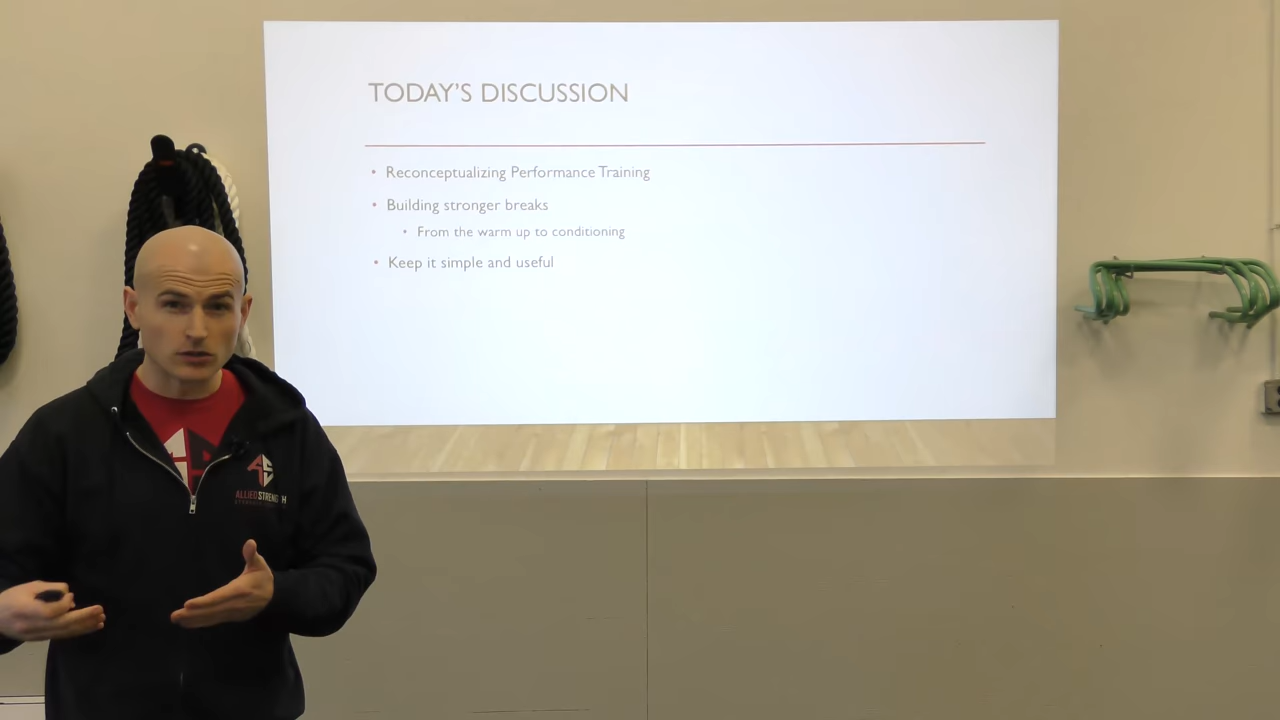 TODAY'S DISCUSSION
• Reconceptualizing Performance Training
• Building stronger breaks
• From the warm up to conditioning
• Keep it simple and useful
ALLIED STRENGTH